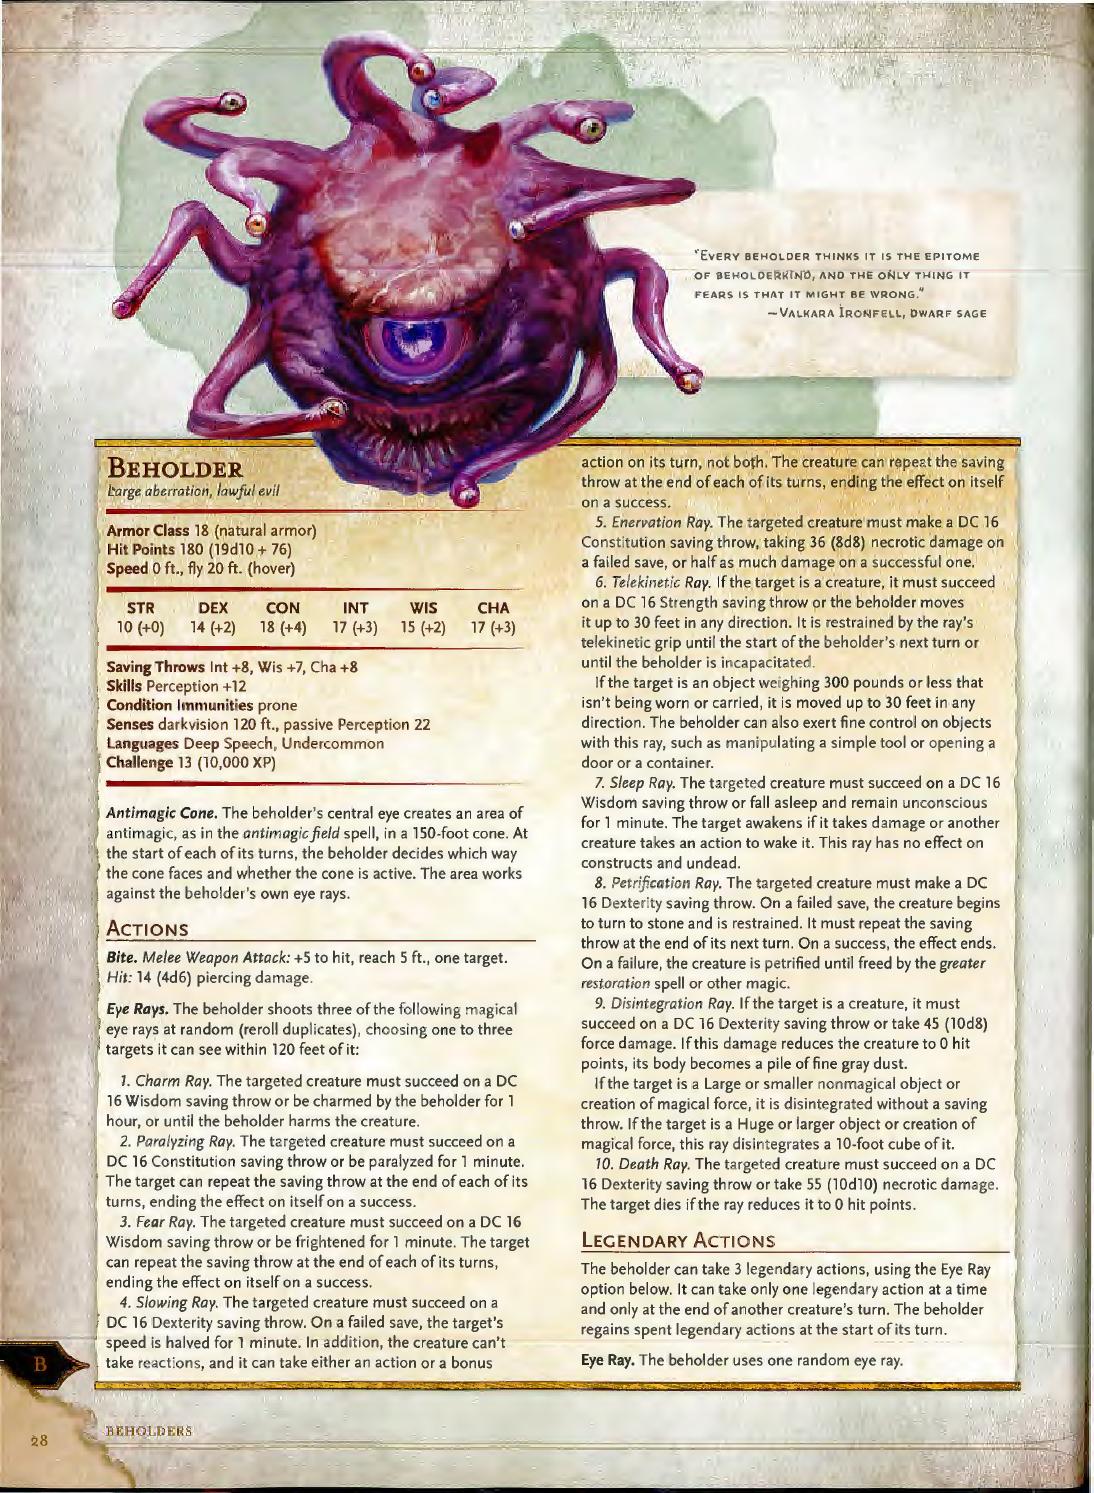 "Every beholder thinks it is the epitome
of beholderkind, and the only thing it
fears is that it might be wrong."
—Valkara Ironfell, dwarf sage
Beholder
Large aberration, lawful evil
Armor Class 18 (natural armor)
Hit Points 180 (19d10 + 76)
Speed 0 ft., fly 20 ft. (hover)
STR DEX CON INT WIS CHA
10 (+0) 14 (+2) 18 (+4) 17 (+3) 15 (+2) 17 (+3)
Saving Throws Int +8, Wis +7, Cha +8
Skills Perception +12
Condition Immunities prone
Senses darkvision 120 ft., passive Perception 22
Languages Deep Speech, Undercommon
Challenge 13 (10,000 XP)
Antimagic Cone. The beholder's central eye creates an area of
antimagic, as in the antimagic field spell, in a 150-foot cone. At
the start of each of its turns, the beholder decides which way
the cone faces and whether the cone is active. The area works
against the beholder's own eye rays.
Actions
Bite. Melee Weapon Attack: +5 to hit, reach 5 ft., one target.
Hit: 14 (4d6) piercing damage.
Eye Rays. The beholder shoots three of the following magical
eye rays at random (reroll duplicates), choosing one to three
targets it can see within 120 feet of it:
1. Charm Ray. The targeted creature must succeed on a DC
16 Wisdom saving throw or be charmed by the beholder for 1
hour, or until the beholder harms the creature.
2. Paralyzing Ray. The targeted creature must succeed on a
DC 16 Constitution saving throw or be paralyzed for 1 minute.
The target can repeat the saving throw at the end of each of its
turns, ending the effect on itself on a success.
3. Fear Ray. The targeted creature must succeed on a DC 16
Wisdom saving throw or be frightened for 1 minute. The target
can repeat the saving throw at the end of each of its turns,
ending the effect on itself on a success.
4. Slowing Ray. The targeted creature must succeed on a
DC 16 Dexterity saving throw. On a failed save, the target's
speed is halved for 1 minute. In addition, the creature can't
take reactions, and it can take either an action or a bonus
action on its turn, not both. The creature can repeat the saving
throw at the end of each of its turns, ending the effect on itself
on a success.
5. Enervation Ray. The targeted creature must make a DC 16
Constitution saving throw, taking 36 (8d8) necrotic damage on
a failed save, or half as much damage on a successful one.
6. Telekinetic Ray. If the target is a creature, it must succeed
on a DC 16 Strength saving throw or the beholder moves
it up to 30 feet in any direction. It is restrained by the ray's
telekinetic grip until the start of the beholder's next turn or
until the beholder is incapacitated.
If the target is an object weighing 300 pounds or less that
isn't being worn or carried, it is moved up to 30 feet in any
direction. The beholder can also exert fine control on objects
with this ray, such as manipulating a simple tool or opening a
door or a container.
7. Sleep Ray. The targeted creature must succeed on a DC 16
Wisdom saving throw or fall asleep and remain unconscious
for 1 minute. The target awakens if it takes damage or another
creature takes an action to wake it. This ray has no effect on
constructs and undead.
8. Petrification Ray. The targeted creature must make a DC
16 Dexterity saving throw. On a failed save, the creature begins
to turn to stone and is restrained. It must repeat the saving
throw at the end of its next turn. On a success, the effect ends.
On a failure, the creature is petrified until freed by the greater
restoration spell or other magic.
9. Disintegration Ray. If the target is a creature, it must
succeed on a DC 16 Dexterity saving throw or take 45 (10d8)
force damage. If this damage reduces the creature to 0 hit
points, its body becomes a pile of fine gray dust.
If the target is a Large or smaller nonmagical object or
creation of magical force, it is disintegrated without a saving
throw. If the target is a Huge or larger object or creation of
magical force, this ray disintegrates a 10-foot cube of it.
10. Death Ray. The targeted creature must succeed on a DC
16 Dexterity saving throw or take 55 (10d10) necrotic damage.
The target dies if the ray reduces it to 0 hit points.
Legendary Actions
The beholder can take 3 legendary actions, using the Eye Ray
option below. It can take only one legendary action at a time
and only at the end of another creature's turn. The beholder
regains spent legendary actions at the start of its turn.
Eye Ray. The beholder uses one random eye ray.
B
28
BEHOLDERS